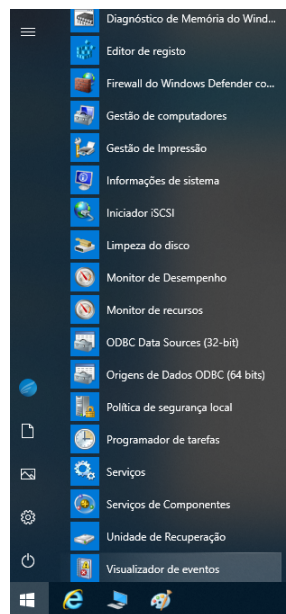 Diagnóstico de Memória do Wind...
Editor de registo
Firewall do Windows Defender co...
Gestão de computadores
Gestão de Impressão
Informações de sistema
Iniciador iSCSI
Limpeza do disco
Monitor de Desempenho
Monitor de recursos
ODBC Data Sources (32-bit)
Origens de Dados ODBC (64 bits)
Política de segurança local
Programador de tarefas
Serviços
Serviços de Componentes
Unidade de Recuperação
Visualizador de eventos